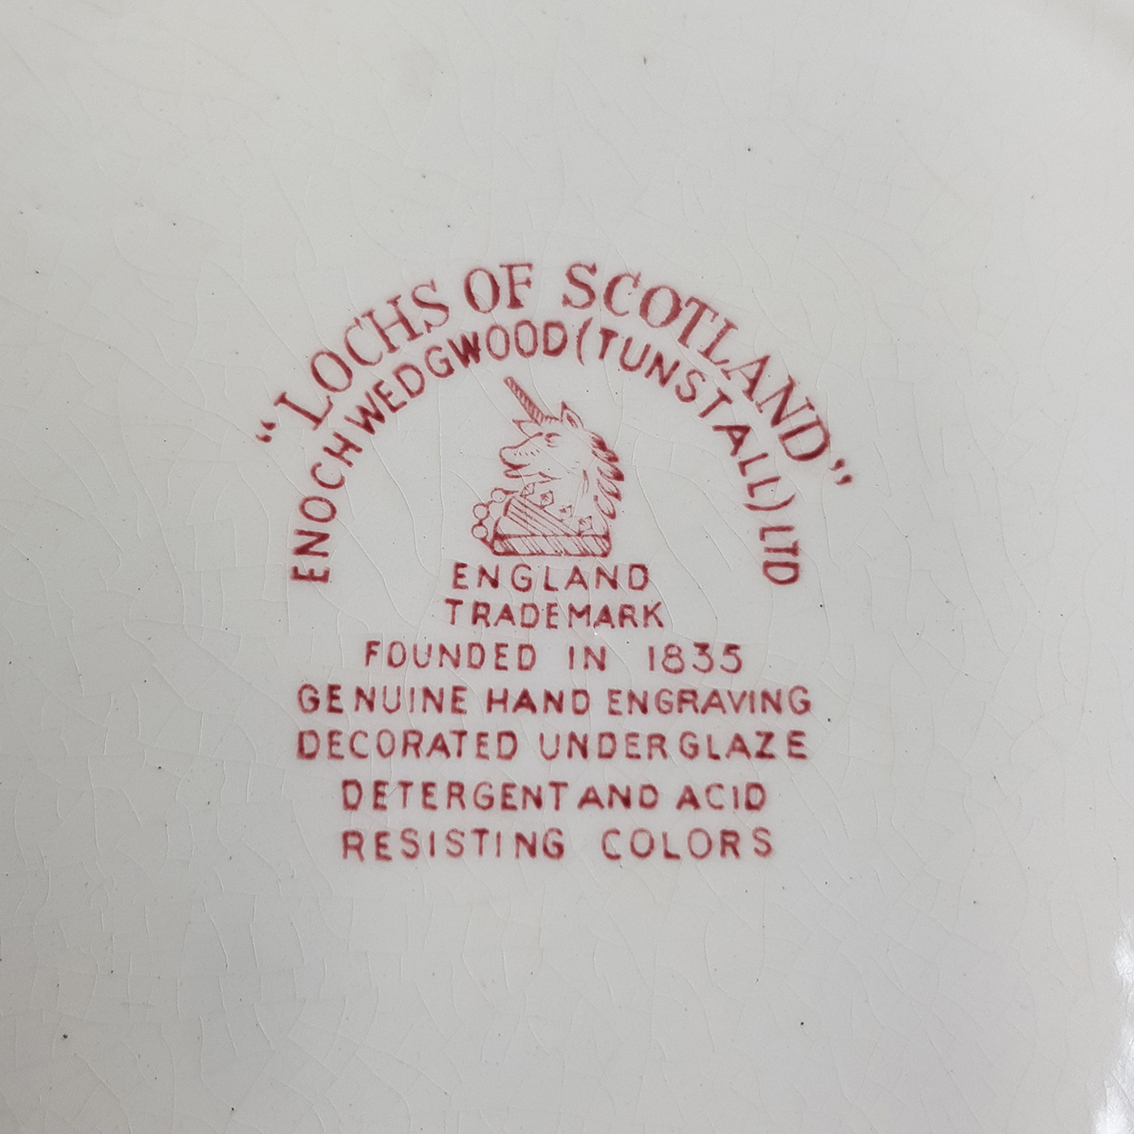 “LOCHS OF SCOTLAND”
ENOCH WEDGWOOD (TUNSTALL) LTD
ENGLAND
TRADEMARK
FOUNDED IN 1835
GENUINE HAND ENGRAVING
DECORATED UNDERGLAZE
DETERGENT AND ACID
RESISTING COLORS